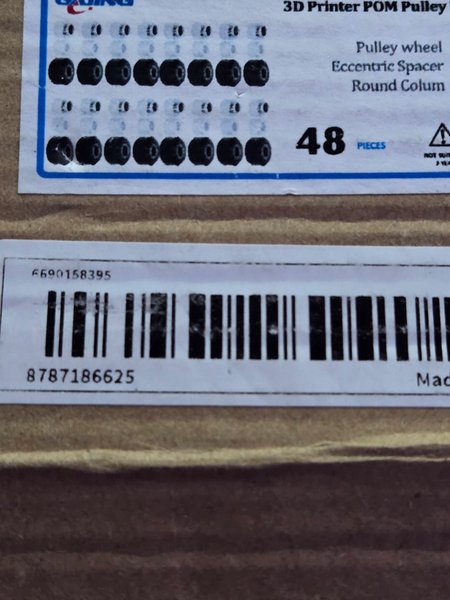 3D Printer POM Pulley
Pulley wheel
Eccentric Spacer
Round Colum
48 PIECES
6690158395
8787186625
Mad